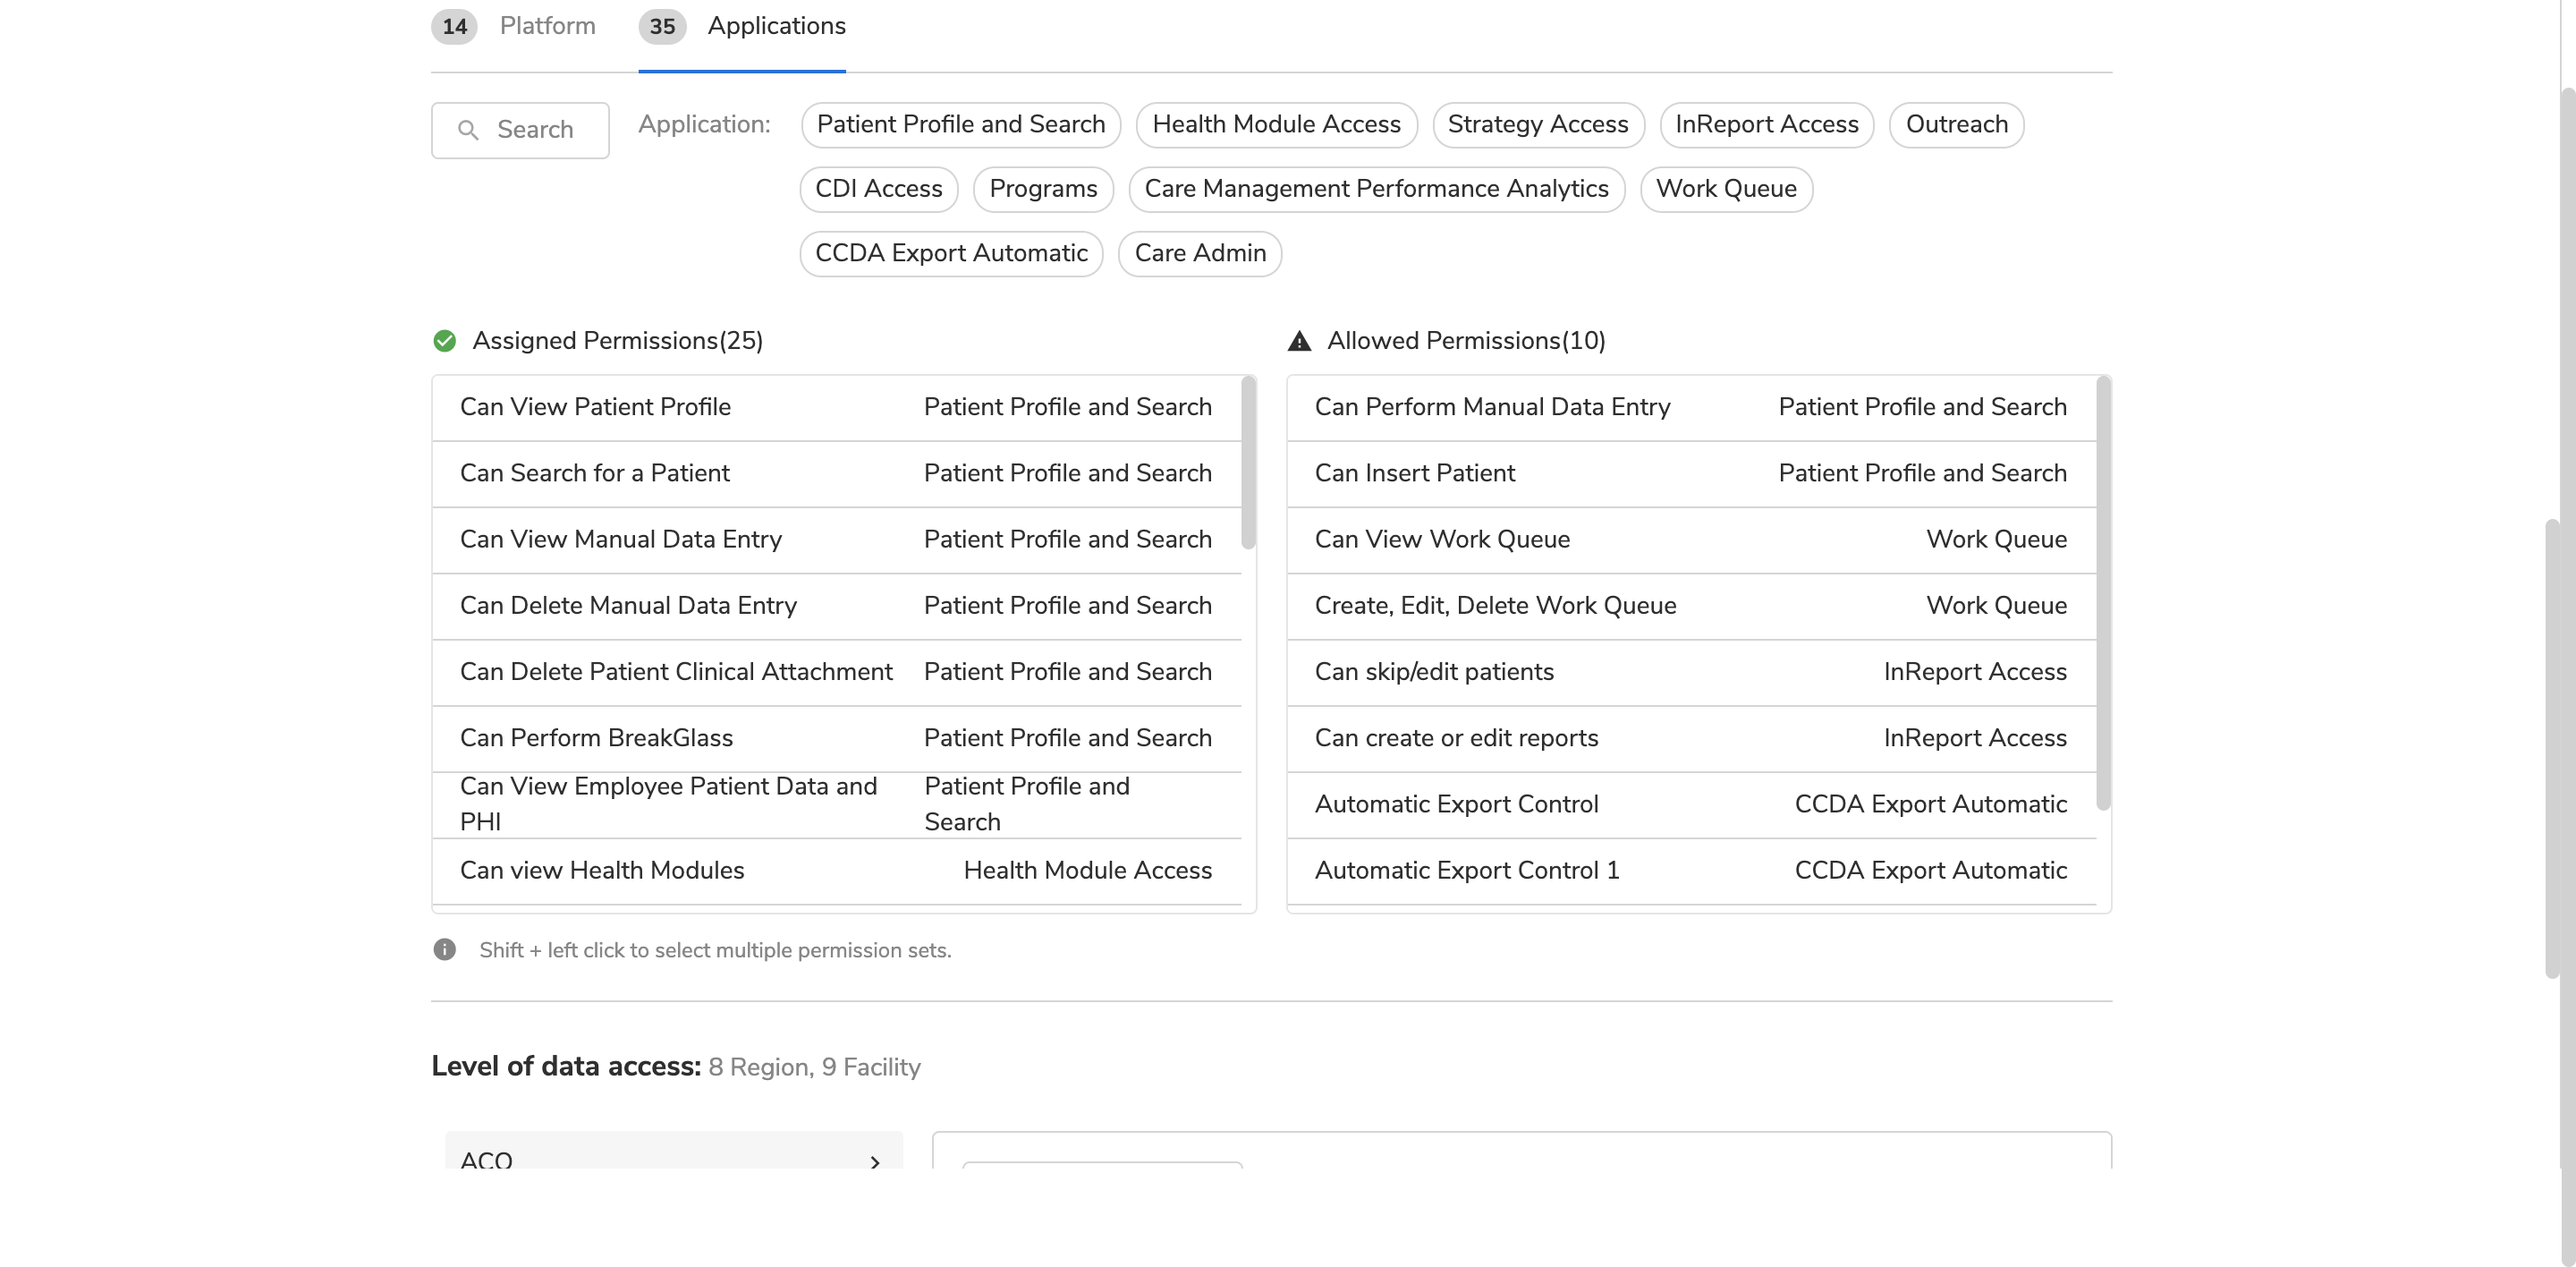 14 Platform 35 Applications
Search Application: Patient Profile and Search Health Module Access Strategy Access InReport Access Outreach
CDI Access Programs Care Management Performance Analytics Work Queue
CCDA Export Automatic Care Admin
Assigned Permissions(25)
Can View Patient Profile Patient Profile and Search
Can Search for a Patient Patient Profile and Search
Can View Manual Data Entry Patient Profile and Search
Can Delete Manual Data Entry Patient Profile and Search
Can Delete Patient Clinical Attachment Patient Profile and Search
Can Perform BreakGlass Patient Profile and Search
Can View Employee Patient Data and Patient Profile and
PHI Search
Can view Health Modules Health Module Access
Allowed Permissions(10)
Can Perform Manual Data Entry Patient Profile and Search
Can Insert Patient Patient Profile and Search
Can View Work Queue Work Queue
Create, Edit, Delete Work Queue Work Queue
Can skip/edit patients InReport Access
Can create or edit reports InReport Access
Automatic Export Control CCDA Export Automatic
Automatic Export Control 1 CCDA Export Automatic
Shift + left click to select multiple permission sets.
Level of data access: 8 Region, 9 Facility
ACO